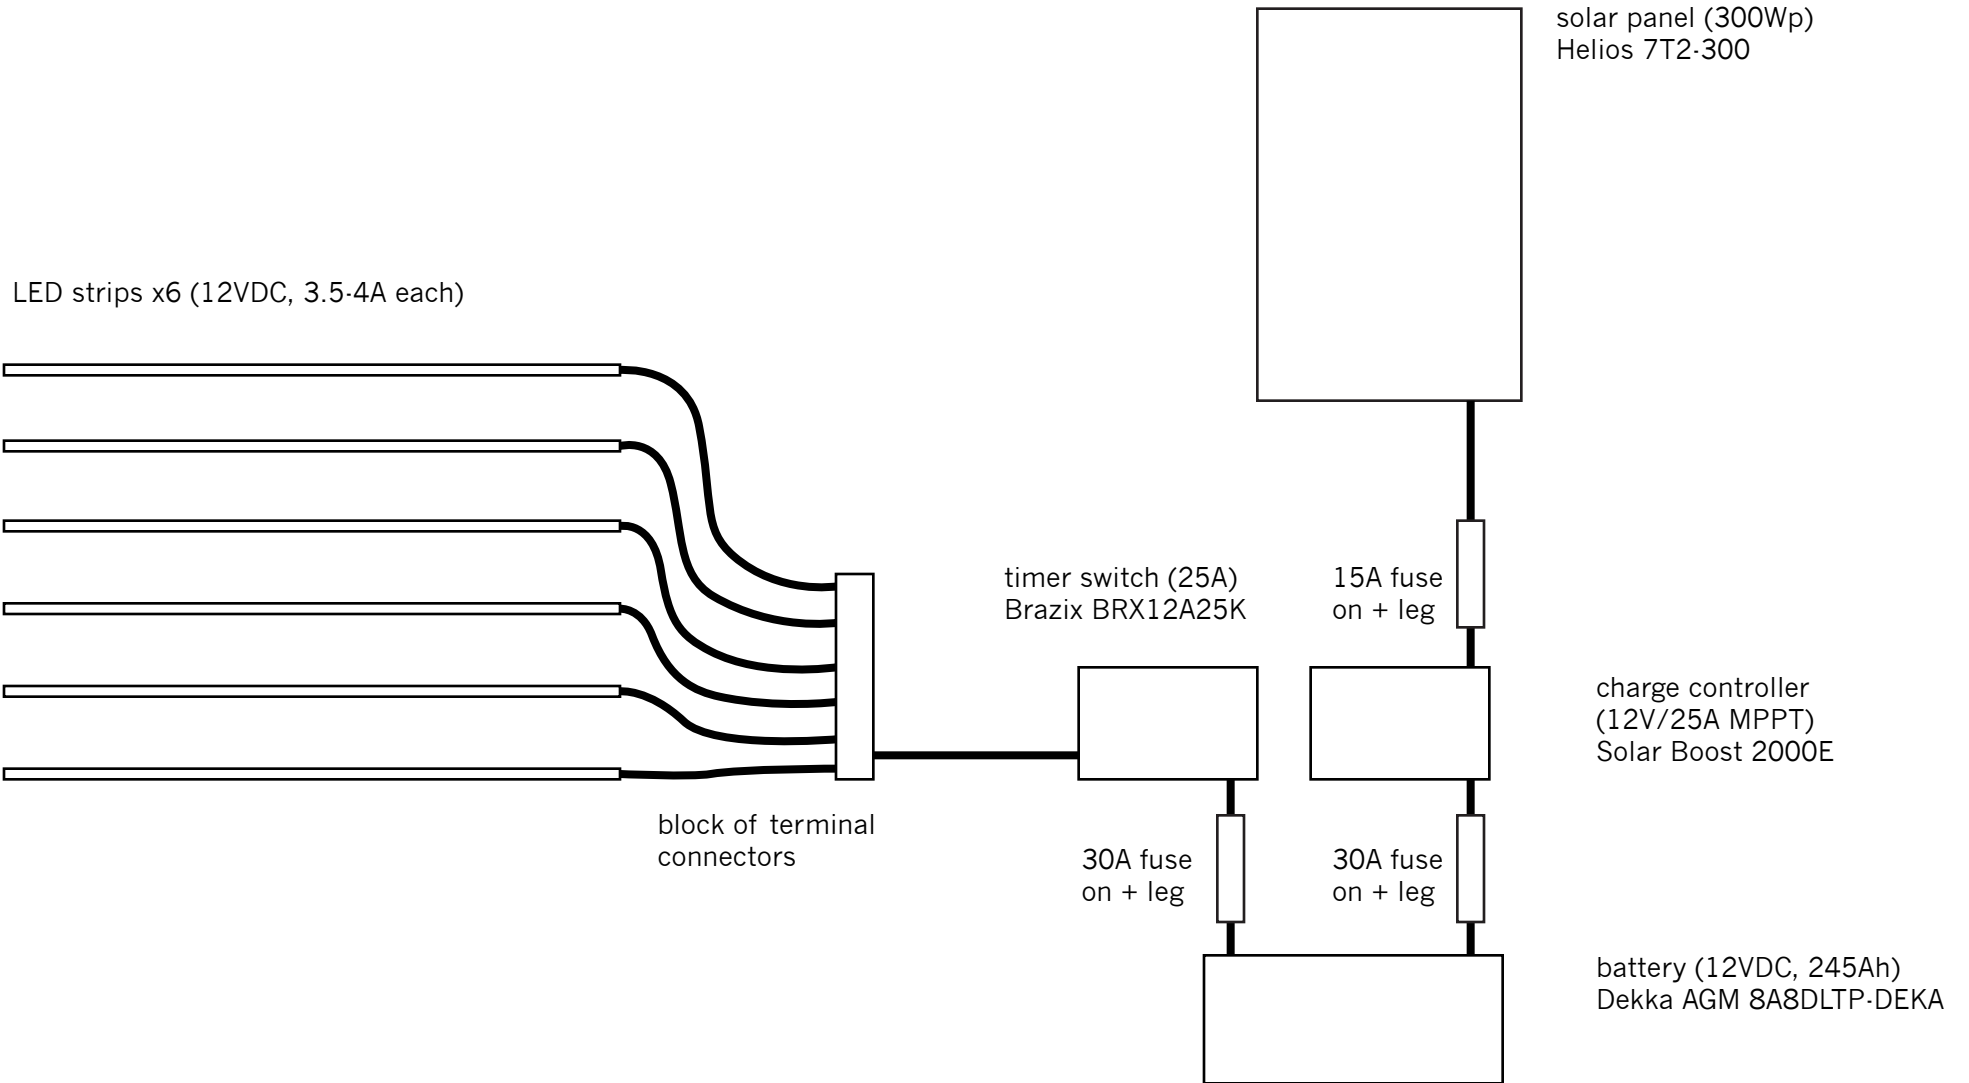 solar panel (300Wp)
Helios 7T2-300
LED strips x6 (12VDC, 3.5-4A each)
timer switch (25A)
Brazix BRX12A25K
15A fuse
on + leg
charge controller
(12V/25A MPPT)
Solar Boost 2000E
block of terminal
connectors
30A fuse
on + leg
30A fuse
on + leg
battery (12VDC, 245Ah)
Dekka AGM 8A8DLTP-DEKA